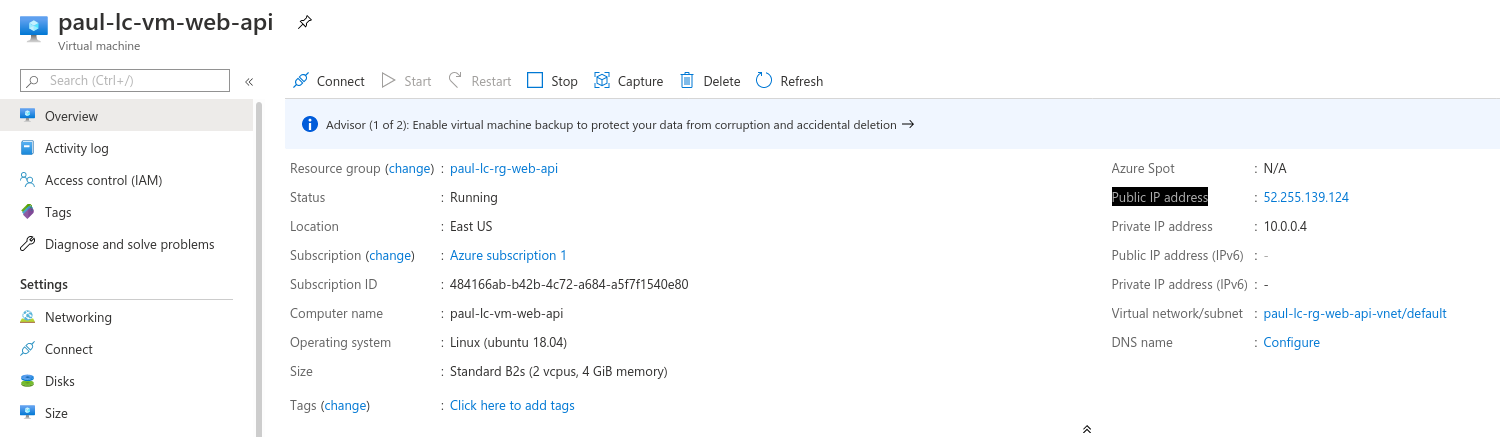 paul-lc-vm-web-api
Virtual machine
Search (Ctrl+/)
«
Overview
Activity log
Access control (IAM)
Tags
Diagnose and solve problems
Settings
Networking
Connect
Disks
Size
Connect Start Restart Stop Capture Delete Refresh
Advisor (1 of 2): Enable virtual machine backup to protect your data from corruption and accidental deletion →
Resource group (change) : paul-lc-rg-web-api
Status : Running
Location : East US
Subscription (change) : Azure subscription 1
Subscription ID : 484166ab-b42b-4c72-a684-a5f7f1540e80
Computer name : paul-lc-vm-web-api
Operating system : Linux (ubuntu 18.04)
Size : Standard B2s (2 vcpus, 4 GiB memory)
Tags (change) : Click here to add tags
Azure Spot : N/A
Public IP address : 52.255.139.124
Private IP address : 10.0.0.4
Public IP address (IPv6) : -
Private IP address (IPv6) : -
Virtual network/subnet : paul-lc-rg-web-api-vnet/default
DNS name : Configure